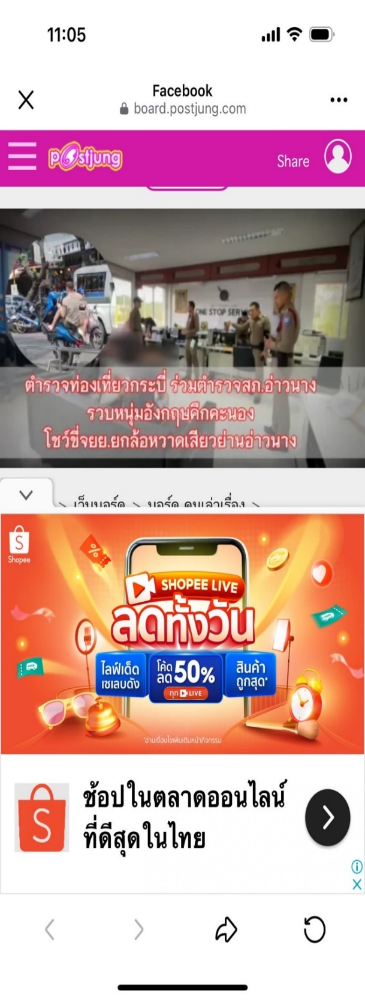 11:05
Facebook
board.postjung.com
postjung
Share
ONE STOP SERV
ตำรวจท่องเที่ยวกระบี่ ร่วมตำรวจสภ.อ่าวนาง
รวบหนุ่มอังกฤษคึกคะนอง
โชว์ขี่จยย.ยกล้อหวาดเสียวย่านอ่าวนาง
> เว็บบอร์ด > บอร์ด คนเล่าเรื่อง >
S
Shopee
%
SHOPEE LIVE
ลดทั้งวัน
ไลฟ์เด็ด
เซเลบดัง
โค้ด
ลด 50%
ทุก LIVE
สินค้า
ถูกสุด*
*อ่านเงื่อนไขเพิ่มเติมหน้ากิจกรรม
S
ช้อปในตลาดออนไลน์
ที่ดีสุดในไทย